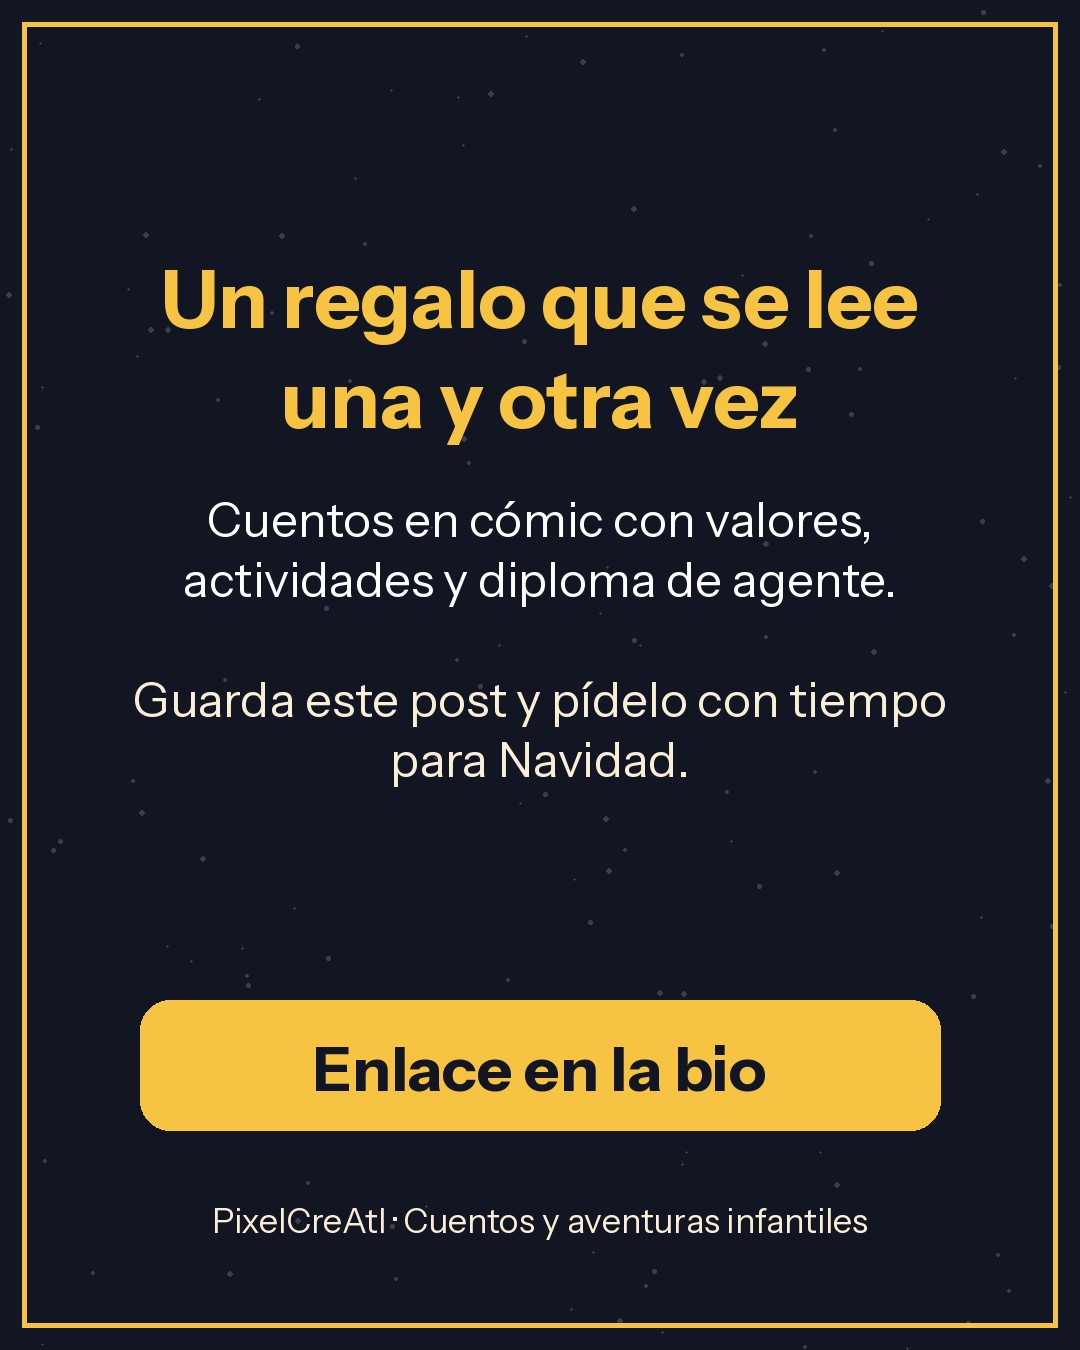 Un regalo que se lee
una y otra vez
Cuentos en cómic con valores,
actividades y diploma de agente.
Guarda este post y pídelo con tiempo
para Navidad.
Enlace en la bio
PixelCreAtI · Cuentos y aventuras infantiles